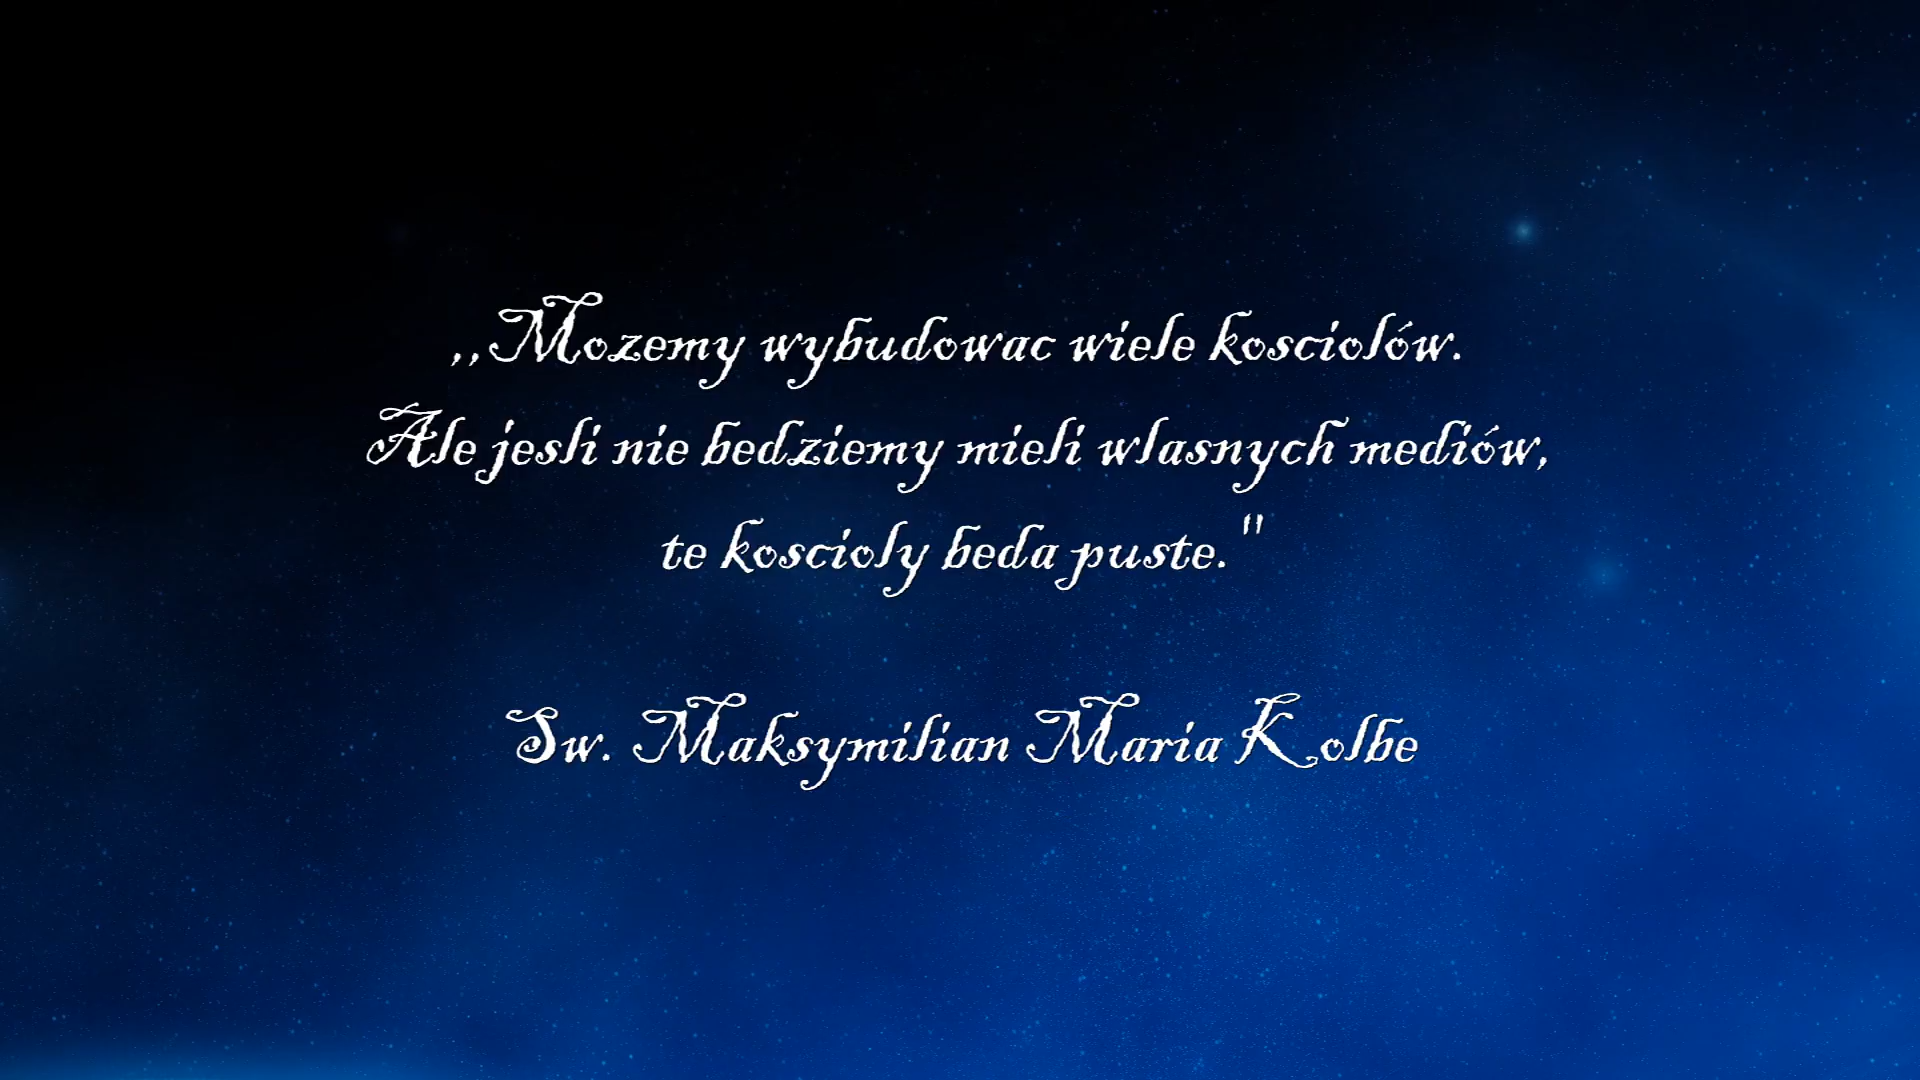 ,,Mozemy wybudowac wiele kosciolów.
Ale jesli nie bedziemy mieli wlasnych mediów,
te koscioly beda puste."
Sw. Maksymilian Maria Kolbe